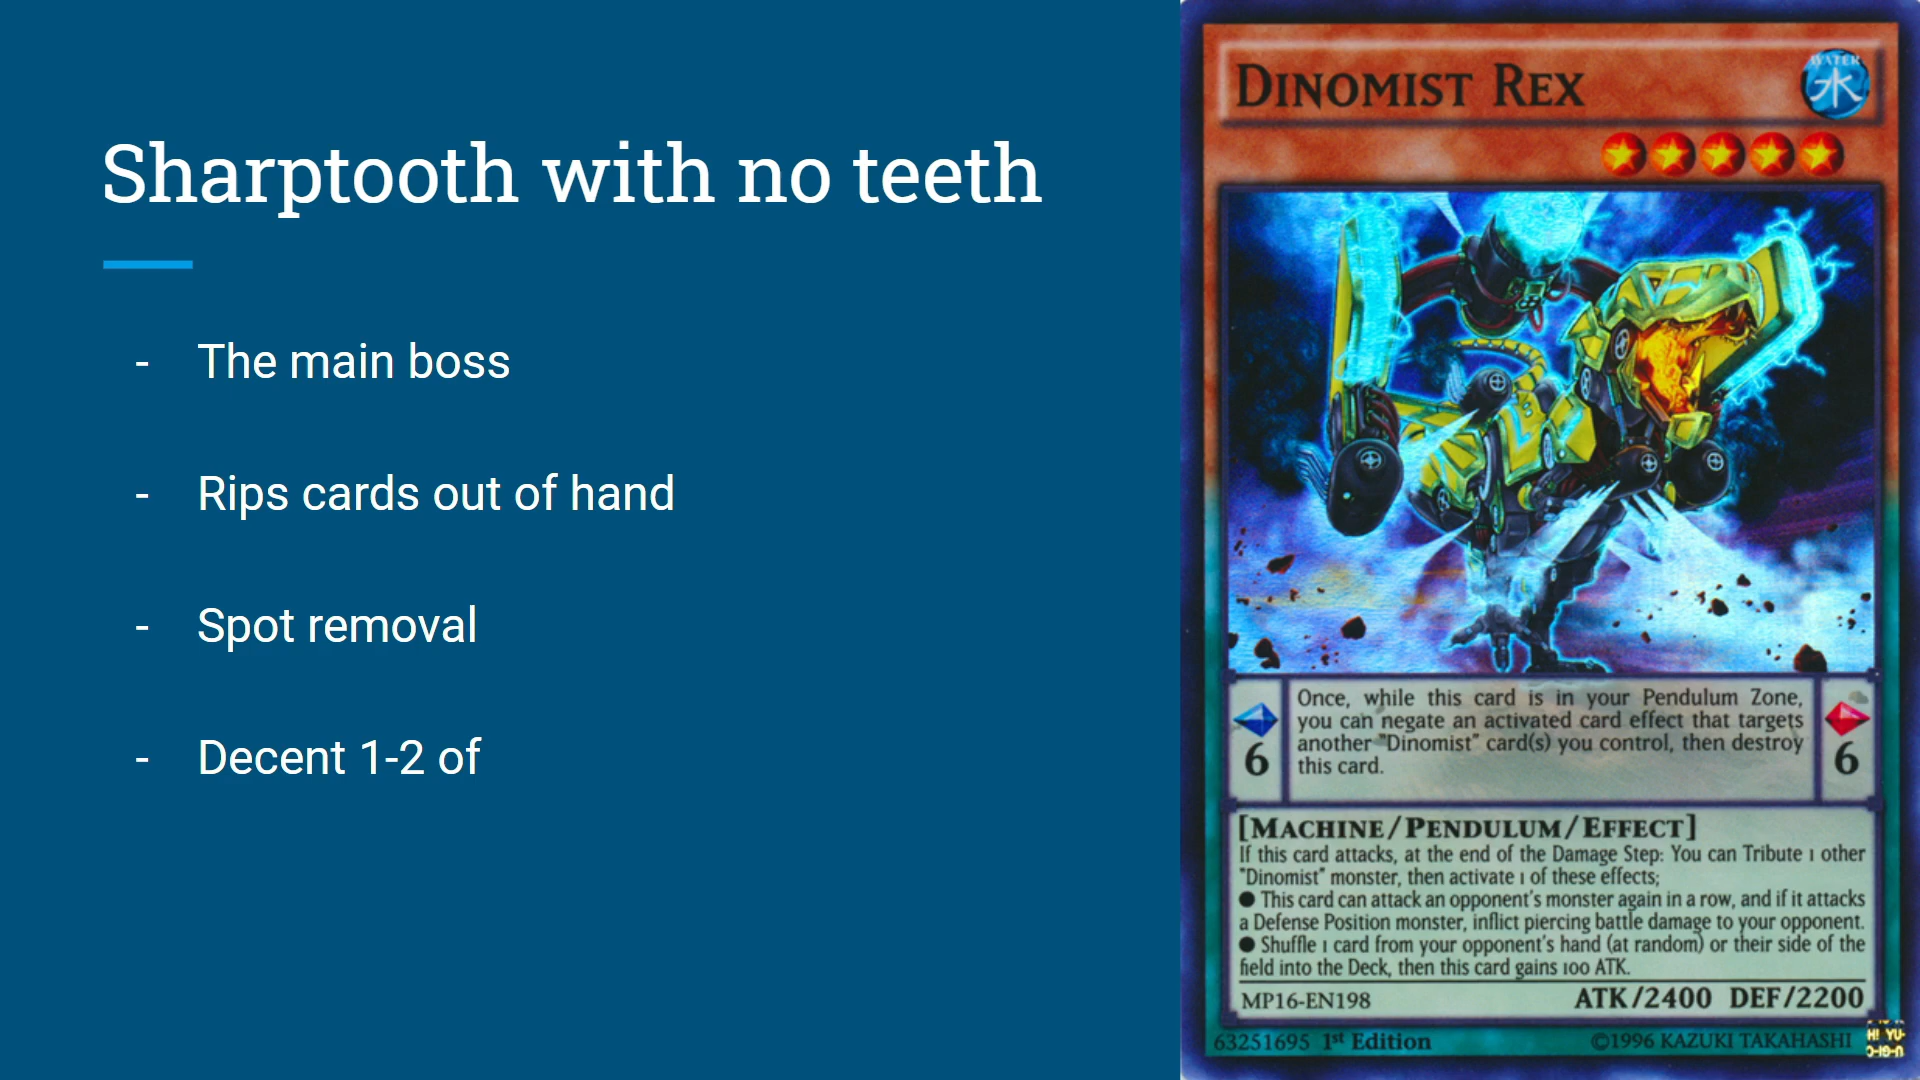 Sharptooth with no teeth
- The main boss
- Rips cards out of hand
- Spot removal
- Decent 1-2 of
DINOMIST REX
WATER
水
Once, while this card is in your Pendulum Zone,
you can negate an activated card effect that targets
another "Dinomist" card(s) you control, then destroy
this card.
6
6
[MACHINE/PENDULUM/EFFECT]
If this card attacks, at the end of the Damage Step: You can Tribute 1 other
"Dinomist" monster, then activate 1 of these effects;
● This card can attack an opponent's monster again in a row, and if it attacks
a Defense Position monster, inflict piercing battle damage to your opponent.
● Shuffle 1 card from your opponent's hand (at random) or their side of the
field into the Deck, then this card gains 100 ATK.
MP16-EN198
ATK/2400 DEF/2200
63251695 1st Edition
©1996 KAZUKI TAKAHASHI